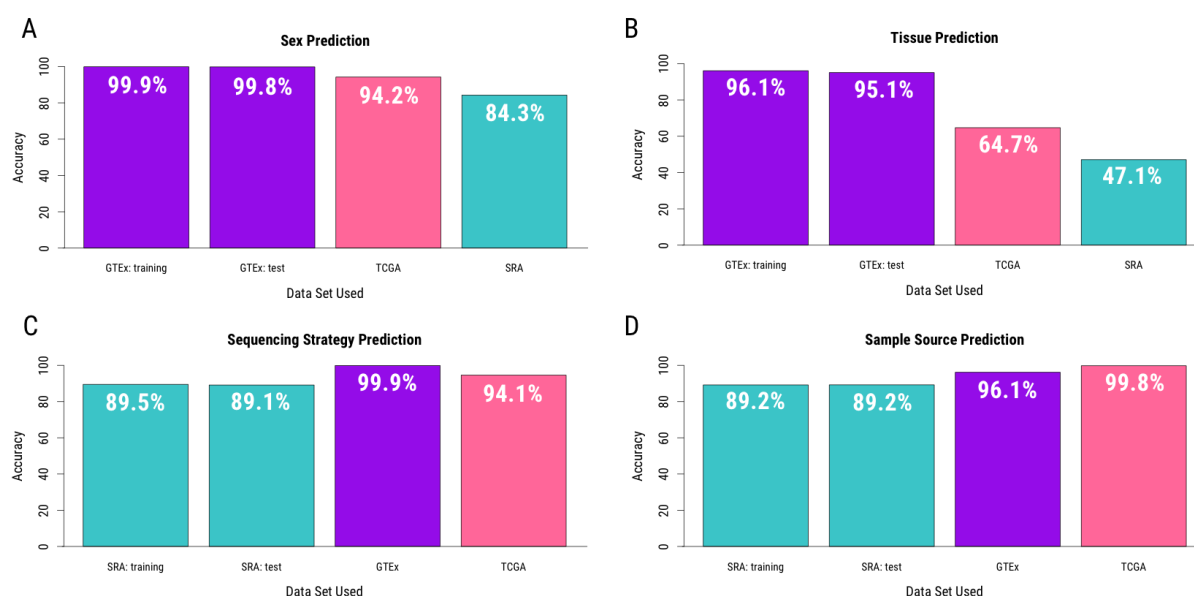 A
Sex Prediction
Accuracy
0
20
40
60
80
100
99.9%
99.8%
94.2%
84.3%
GTEx: training
GTEx: test
TCGA
SRA
Data Set Used
B
Tissue Prediction
Accuracy
0
20
40
60
80
100
96.1%
95.1%
64.7%
47.1%
GTEx: training
GTEx: test
TCGA
SRA
Data Set Used
C
Sequencing Strategy Prediction
Accuracy
0
20
40
60
80
100
89.5%
89.1%
99.9%
94.1%
SRA: training
SRA: test
GTEx
TCGA
Data Set Used
D
Sample Source Prediction
Accuracy
0
20
40
60
80
100
89.2%
89.2%
96.1%
99.8%
SRA: training
SRA: test
GTEx
TCGA
Data Set Used